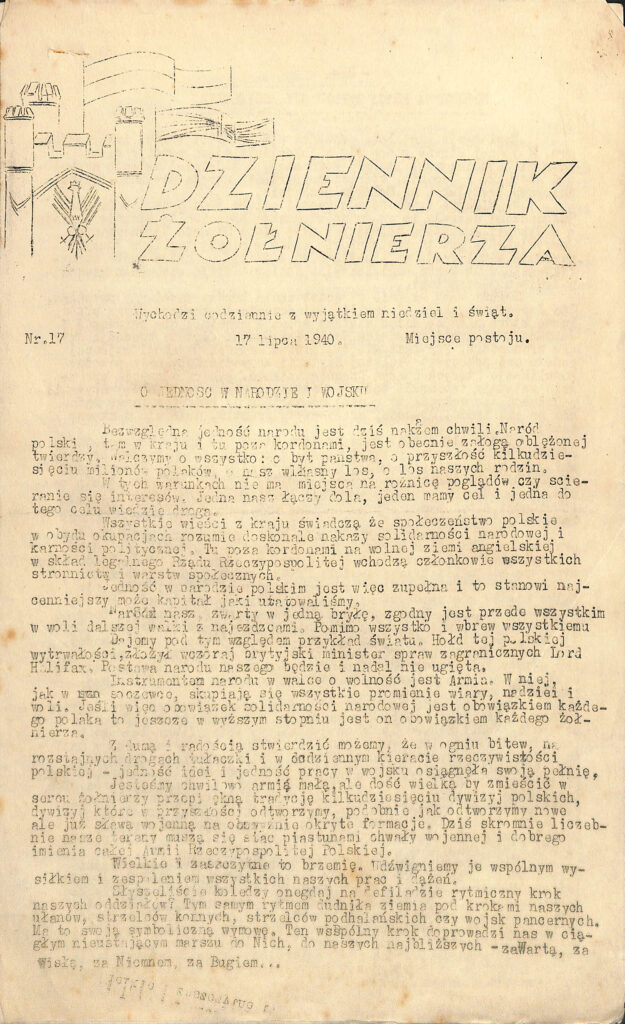 DZIENNIK
ŻOŁNIERZA
Wychodzi codziennie z wyjątkiem niedziel i świąt.
Nr.17 17 lipca 1940. Miejsce postoju.
O JEDNOŚĆ W NARODZIE I WOJSKU
Bezwzględna jedność narodu jest dziś nakazem chwili. Naród
polski, tam w kraju i tu poza kordonami, jest obecnie załogą oblężonej
twierdzy. Walczymy o wszystko: o byt państwa, o przyszłość kilkudzie-
sięciu milionów polaków, o nasz własny los, o los naszych rodzin.
W tych warunkach nie ma miejsca na różnicę poglądów czy scie-
ranie się interesów. Jedna nasz łączy dola, jeden mamy cel i jedna do
tego celu wiedzie droga.
Wszystkie wieści z kraju świadczą że społeczeństwo polskie
w obydu okupacjach rozumie doskonale nakazy solidarności narodowej i
karności politycznej. Tu poza kordonami na wolnej ziemi angielskiej
w skład legalnego Rządu Rzeczypospolitej wchodzą członkowie wszystkich
stronnictw i warstw społecznych.
Jedność w narodzie polskim jest więc zupełna i to stanowi naj-
cenniejszy może kapitał jaki
Naród nasz, zwarty w jedną bryłę, zgodny jest przede wszystkim
w woli dalszej walki z najeźdzcami. Pomimo wszystko i wbrew wszystkiemu
Dajemy pod tym względem przykład światu. Hołd tej polskiej
wytrwałości, złożył wczoraj brytyjski minister spraw zagranicznych Lord
Halifax. Postawa narodu naszego będzie i nadal nie ugięta.
Instrumentem narodu w walce o wolność jest Armia. W niej,
jak w soczewce, skupiają się wszystkie promienie wiary, nadziei i
woli. Jeśli więc obowiązek solidarności narodowej jest obowiązkiem każde-
go polaka to jeszcze w wyższym stopniu jest on obowiązkiem każdego żoł-
nierza.
Z dumą i radością stwierdzić możemy, że w ogniu bitew, na
rozstajnych drogach tułaczki i w codziennym kieracie rzeczywistości
polskiej - jedność idei i jedność pracy w wojsku osiągnęła swoją pełnię.
Jesteśmy chwilowo armią małą, ale dość wielką by zmieścić w
sercu żołnierzy przepiękną tradycję kilkudziesięciu dywizyj polskich,
dywizyj które w przyszłości odtworzymy, podobnie jak odtworzymy nowe
ale już sławą wojenną na obczyźnie okryte formacje. Dziś skromnie liczeb-
nie nasze muszą się stać piastunami chwały wojennej i dobrego
imienia całej Armii Rzeczypospolitej Polskiej.
Wielkie i zaszczytne to brzemię. Udźwigniemy je wspólnym wy-
siłkiem i zespoleniem wszystkich naszych prac i dążeń.
Słyszeliście koledzy onegdaj na defiladzie rytmiczny krok
naszych oddziałów? Tym samym rytmem dudniła ziemia pod krokami naszych
ułanów, strzelców konnych, strzelców podhalańskich czy wojsk pancernych.
Ma to swoją symboliczną wymowę. Ten wsspólny krok doprowadzi nas w cią-
głym nieustającym marszu do Nich, do naszych najbliższych - za Wartą, za
Wisłę, za Niemnem, za Bugiem...